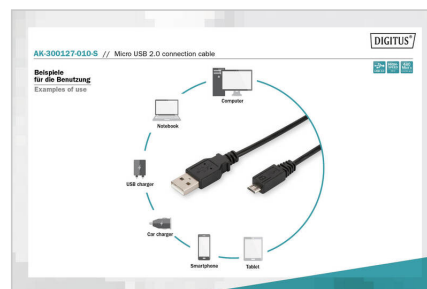 DIGITUS®
AK-300127-010-S // Micro USB 2.0 connection cable
Beispiele
für die Benutzung
Examples of use
Computer
Notebook
USB charger
Car charger
Smartphone
Tablet